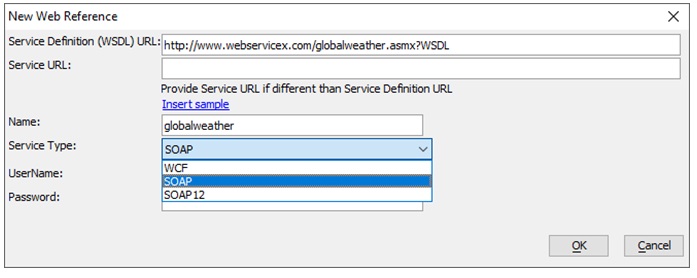 New Web Reference
Service Definition (WSDL) URL: http://www.webservicex.com/globalweather.asmx?WSDL
Service URL:
Provide Service URL if different than Service Definition URL
Insert sample
Name: globalweather
Service Type: SOAP
WCF
UserName: SOAP
Password: SOAP12
OK Cancel